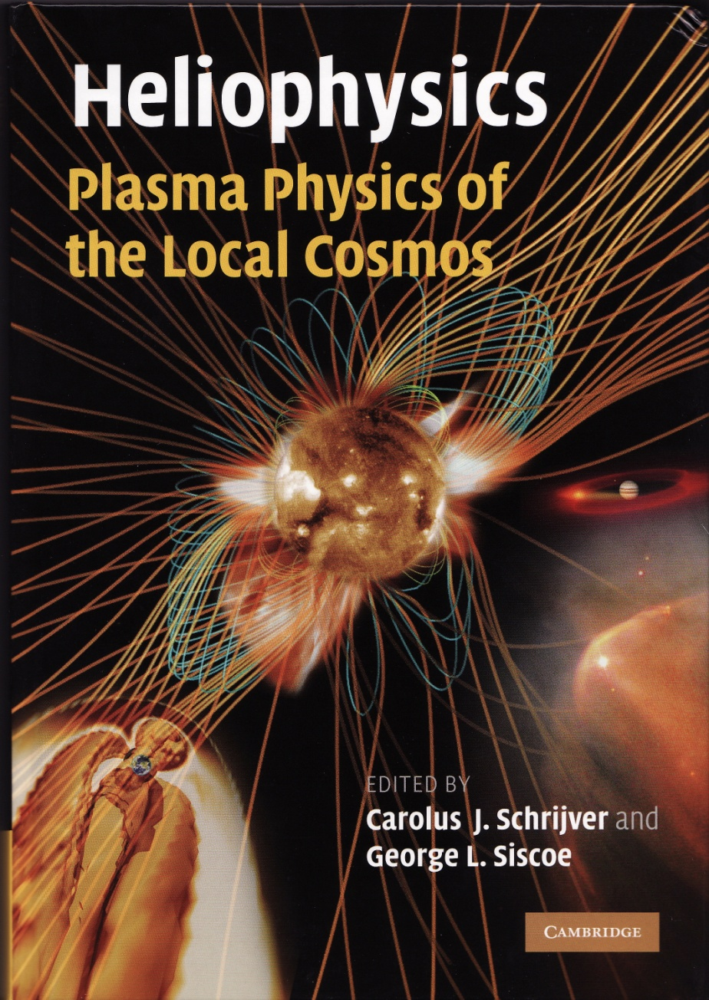 Heliophysics
Plasma Physics of
the Local Cosmos
EDITED BY
Carolus J. Schrijver and
George L. Siscoe
CAMBRIDGE